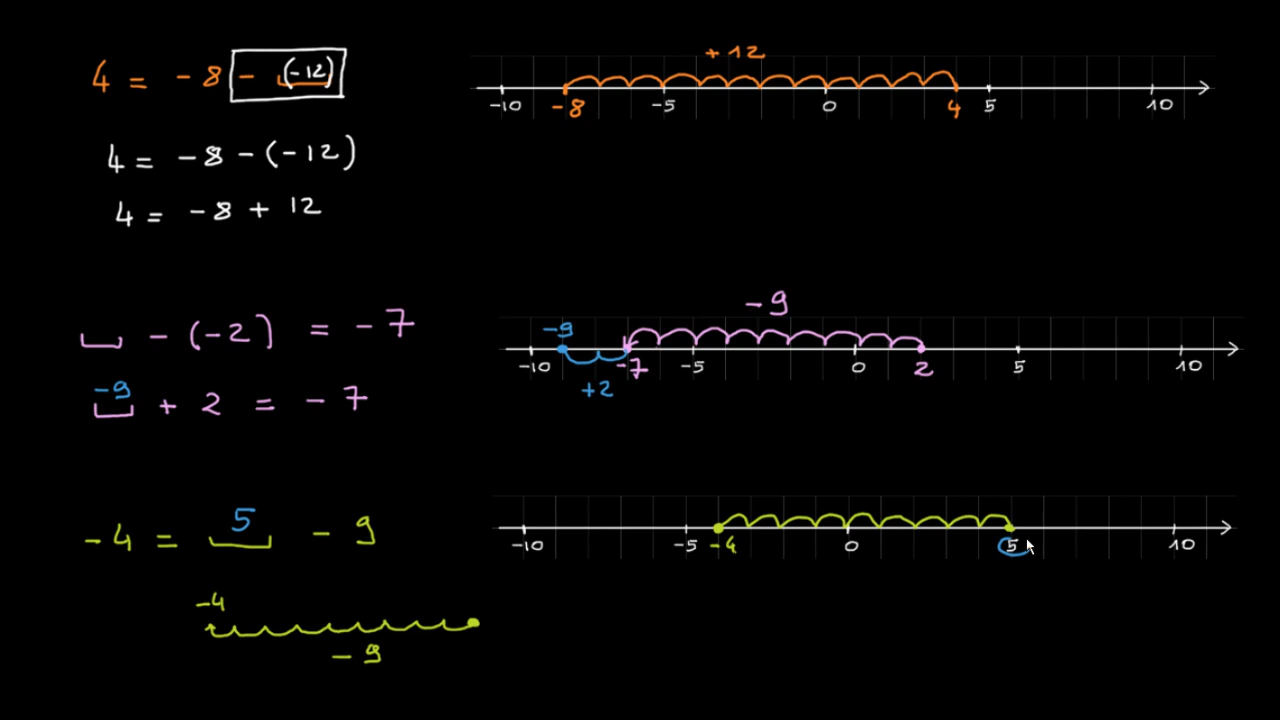 4 = -8 - (-12)
+12
-10 -8 -5 0 4 5 10
4 = -8 - (-12)
4 = -8 + 12
-9
⎵ - (-2) = -7
-9
-10 -7 -5 0 2 5 10
-9
+2
⎵ + 2 = -7
5
-4 = ⎵ - 9
-10 -5 -4 0 5 10
-4
-9